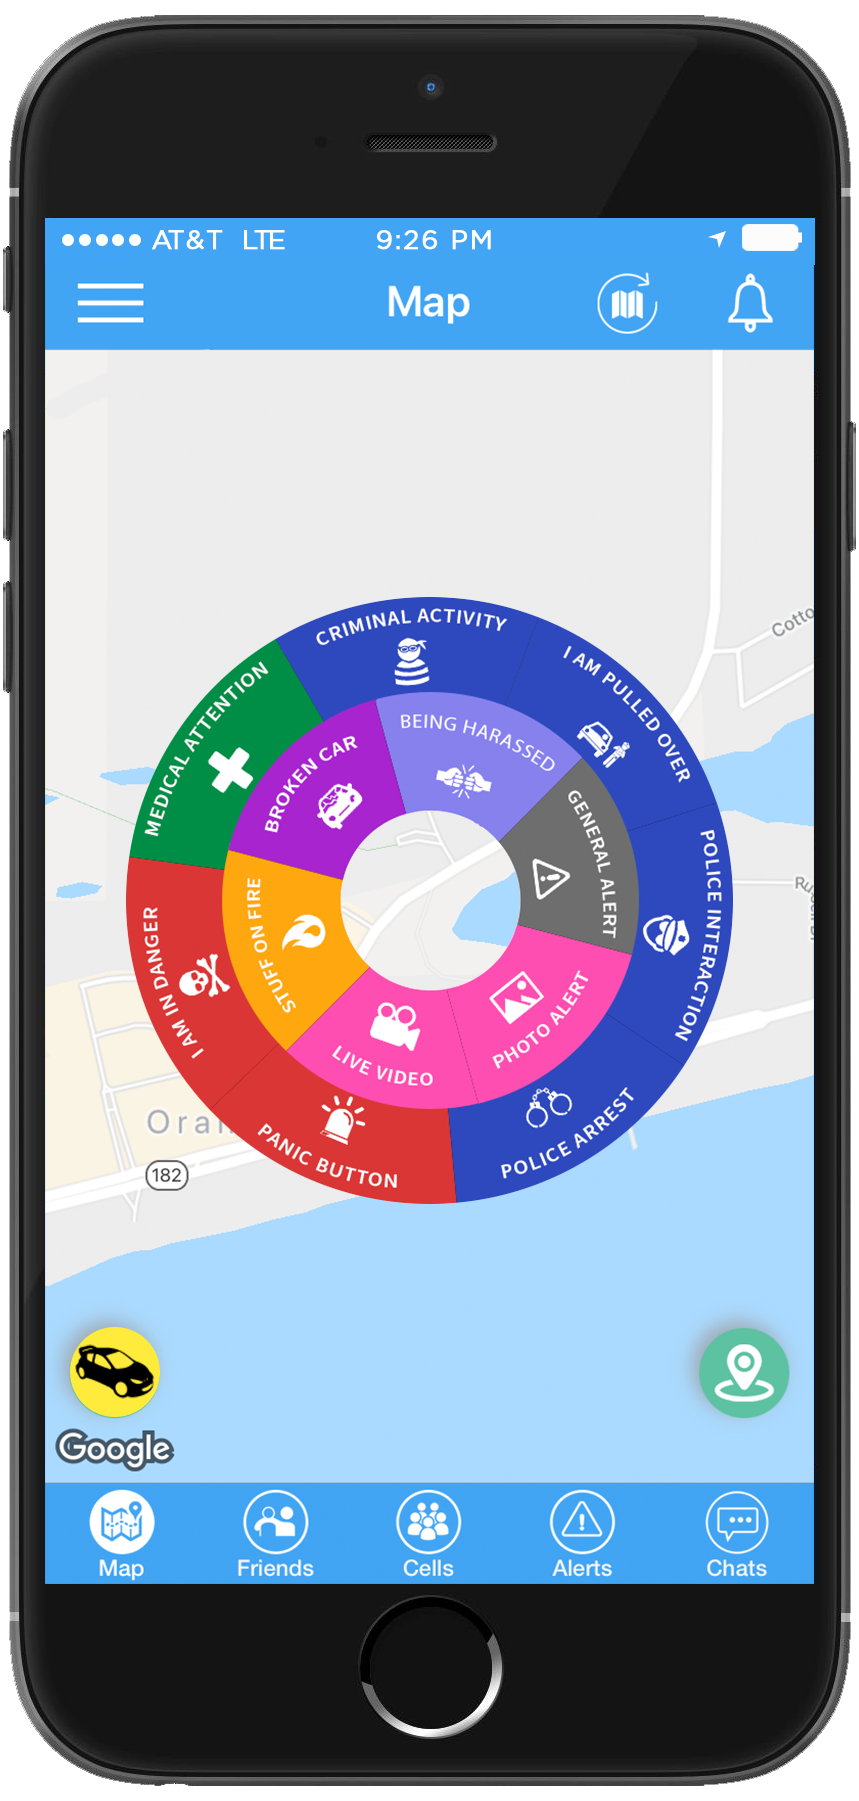 AT&T LTE 9:26 PM
Map
CRIMINAL ACTIVITY
I AM PULLED OVER
POLICE INTERACTION
POLICE ARREST
PANIC BUTTON
I AM IN DANGER
MEDICAL ATTENTION
BEING HARASSED
GENERAL ALERT
PHOTO ALERT
LIVE VIDEO
STUFF ON FIRE
BROKEN CAR
Cotto
Oran
182
Google
Map Friends Cells Alerts Chats